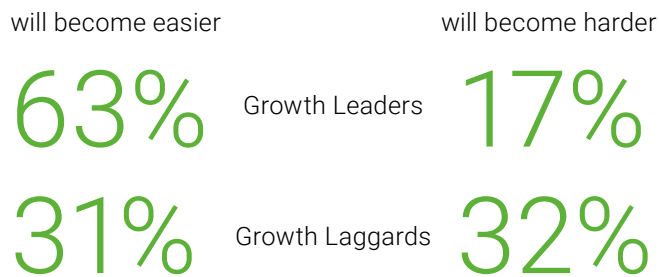 will become easier will become harder
63% Growth Leaders 17%
31% Growth Laggards 32%